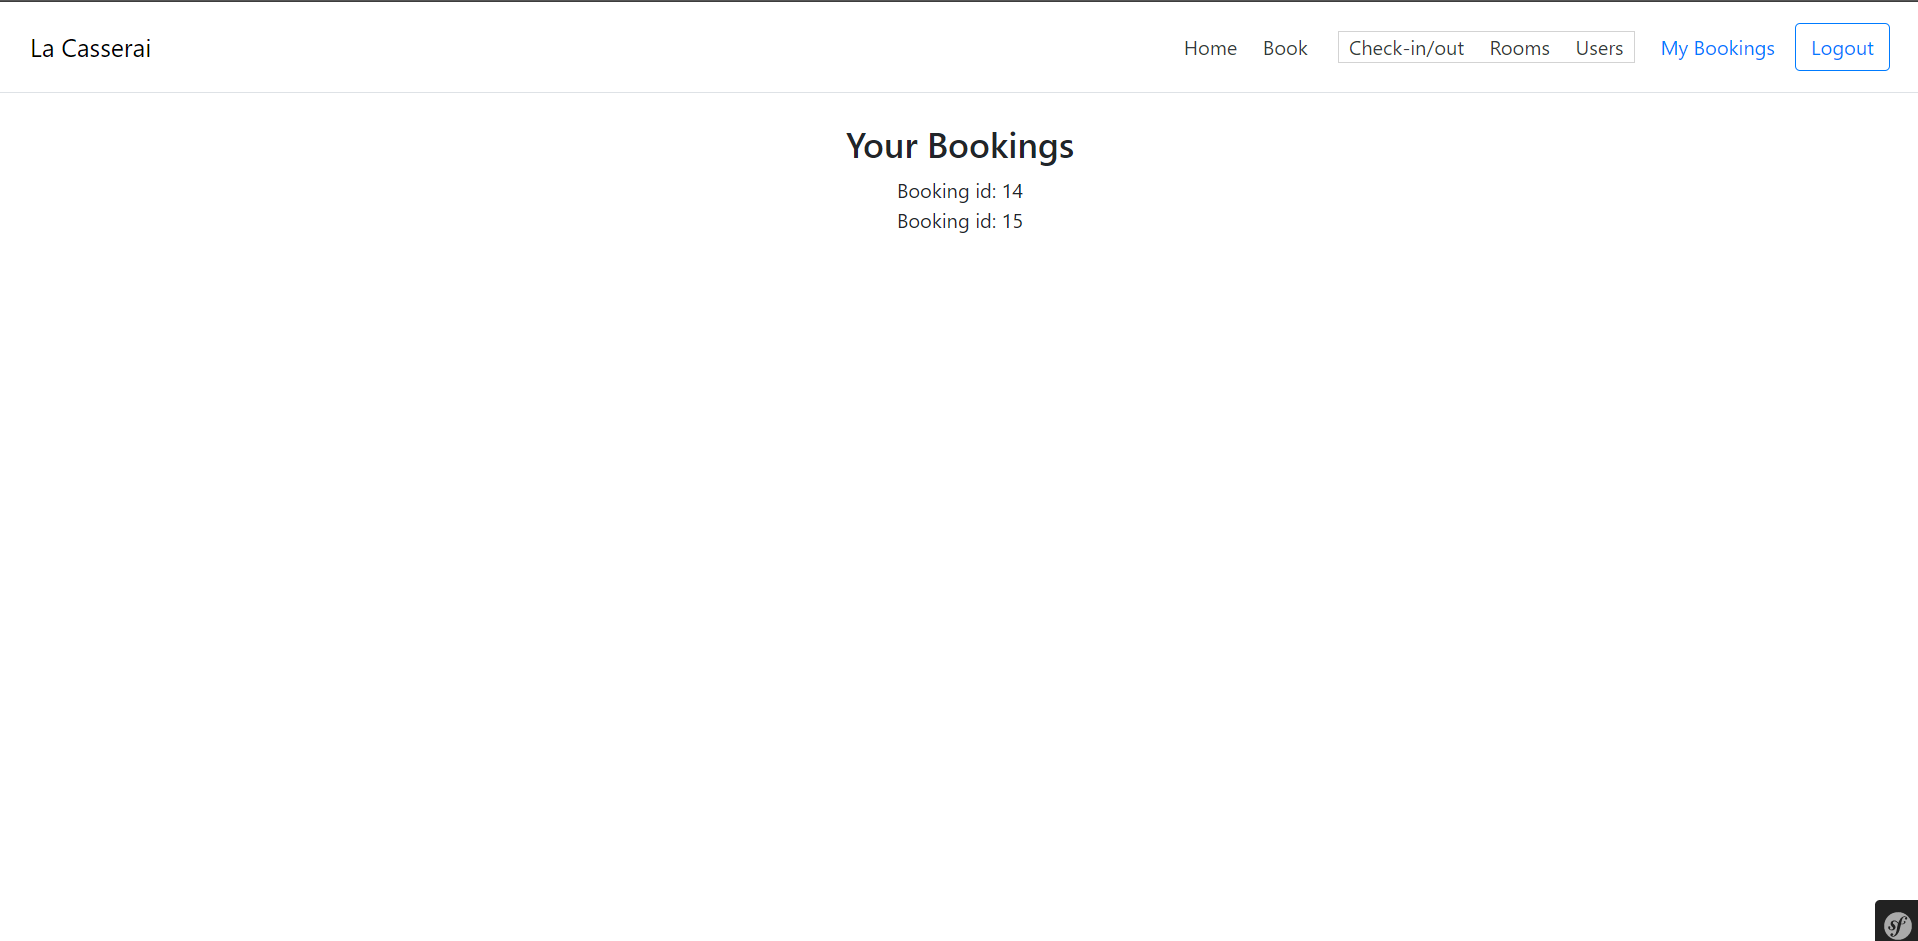 La Casserai
Home Book Check-in/out Rooms Users My Bookings Logout
Your Bookings
Booking id: 14
Booking id: 15
sf